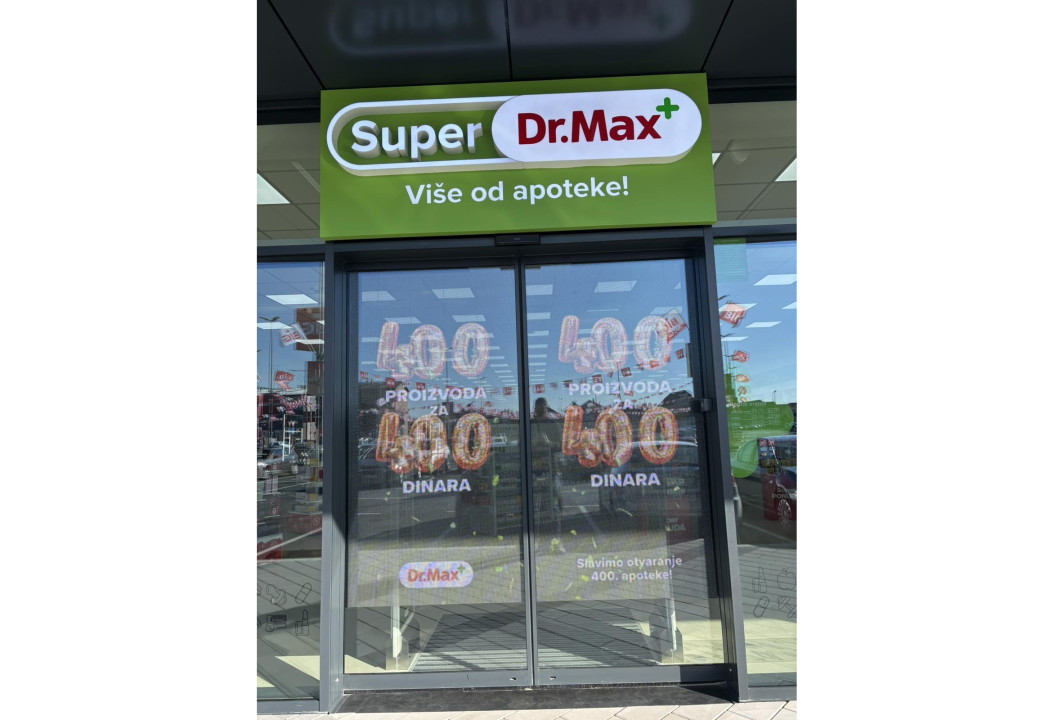 Super Dr.Max+
Više od apoteke!
400
PROIZVODA
ZA
400
DINARA
Dr.Max+
400
PROIZVODA
ZA
400
DINARA
Slavimo otvaranje
400. apoteke!